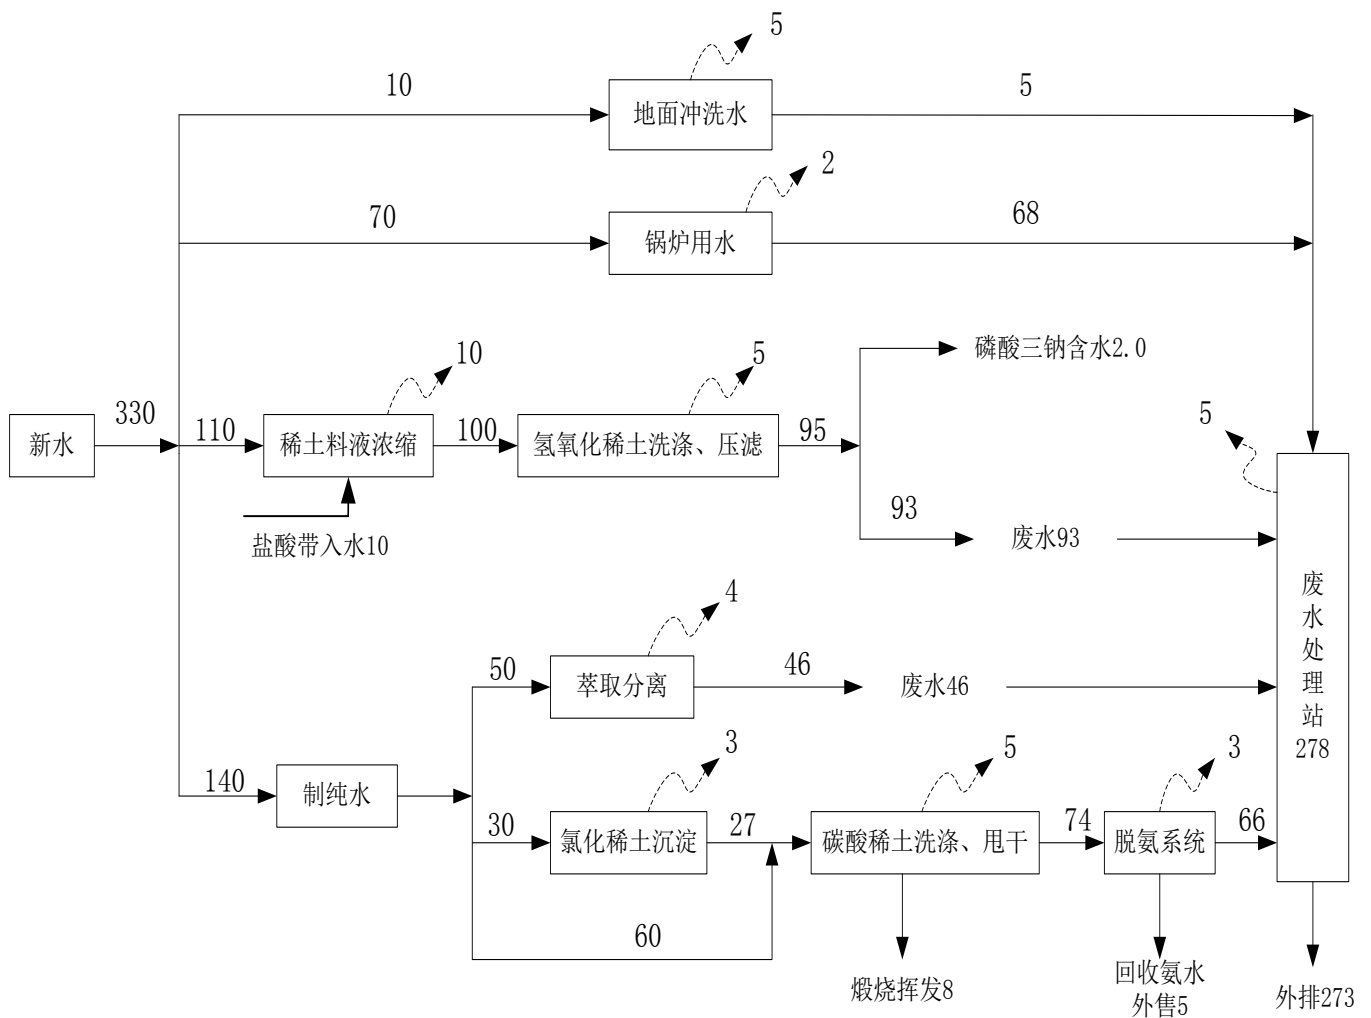 5
10
地面冲洗水
5
2
70
锅炉用水
68
10
5
磷酸三钠含水2.0
新水
330
110
稀土料液浓缩
100
氢氧化稀土洗涤、压滤
95
5
盐酸带入水10
93
废水93
4
50
萃取分离
46
废水46
废
水
处
理
站
278
140
制纯水
3
5
3
30
氯化稀土沉淀
27
碳酸稀土洗涤、甩干
74
脱氨系统
66
60
煅烧挥发8
回收氨水
外售5
外排273